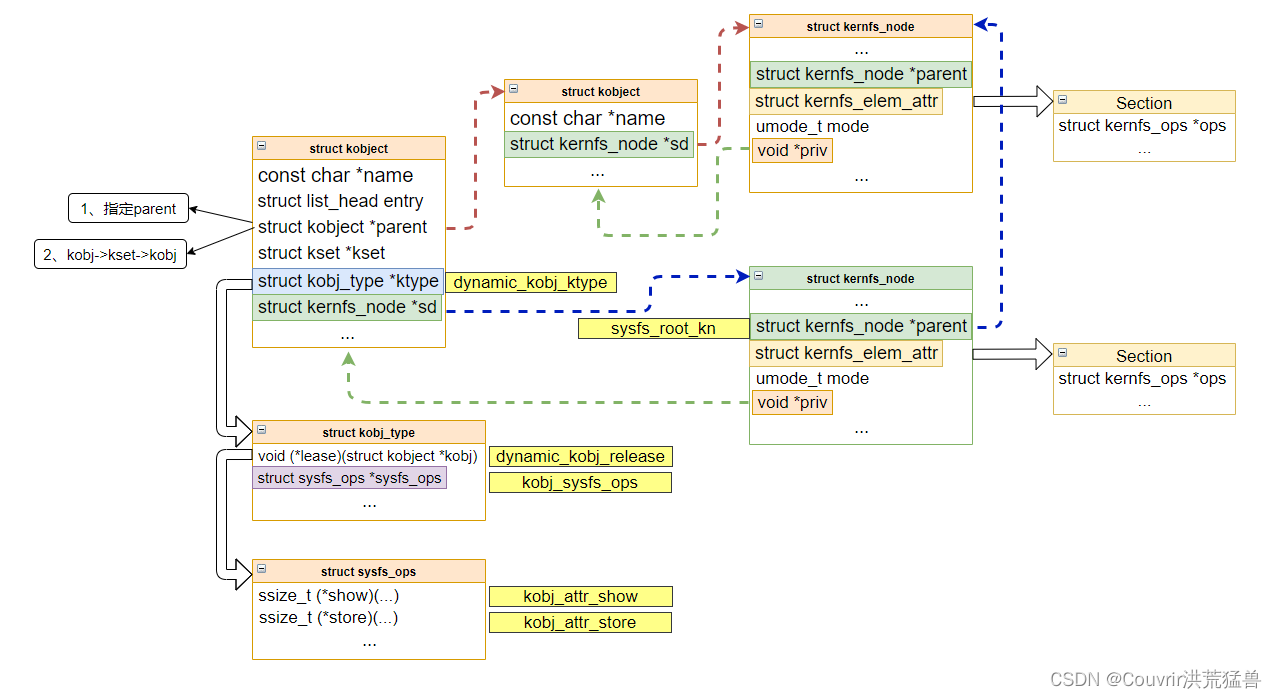 struct kernfs_node
...
struct kernfs_node *parent
struct kernfs_elem_attr
umode_t mode
void *priv
...
Section
struct kernfs_ops *ops
...
struct kobject
const char *name
struct kernfs_node *sd
...
struct kobject
const char *name
struct list_head entry
struct kobject *parent
struct kset *kset
struct kobj_type *ktype
struct kernfs_node *sd
...
1、指定parent
2、kobj->kset->kobj
dynamic_kobj_ktype
struct kernfs_node
...
sysfs_root_kn
struct kernfs_node *parent
struct kernfs_elem_attr
umode_t mode
void *priv
...
Section
struct kernfs_ops *ops
...
struct kobj_type
void (*lease)(struct kobject *kobj)
struct sysfs_ops *sysfs_ops
...
dynamic_kobj_release
kobj_sysfs_ops
struct sysfs_ops
ssize_t (*show)(...)
ssize_t (*store)(...)
...
kobj_attr_show
kobj_attr_store
CSDN @Couvrir洪荒猛兽